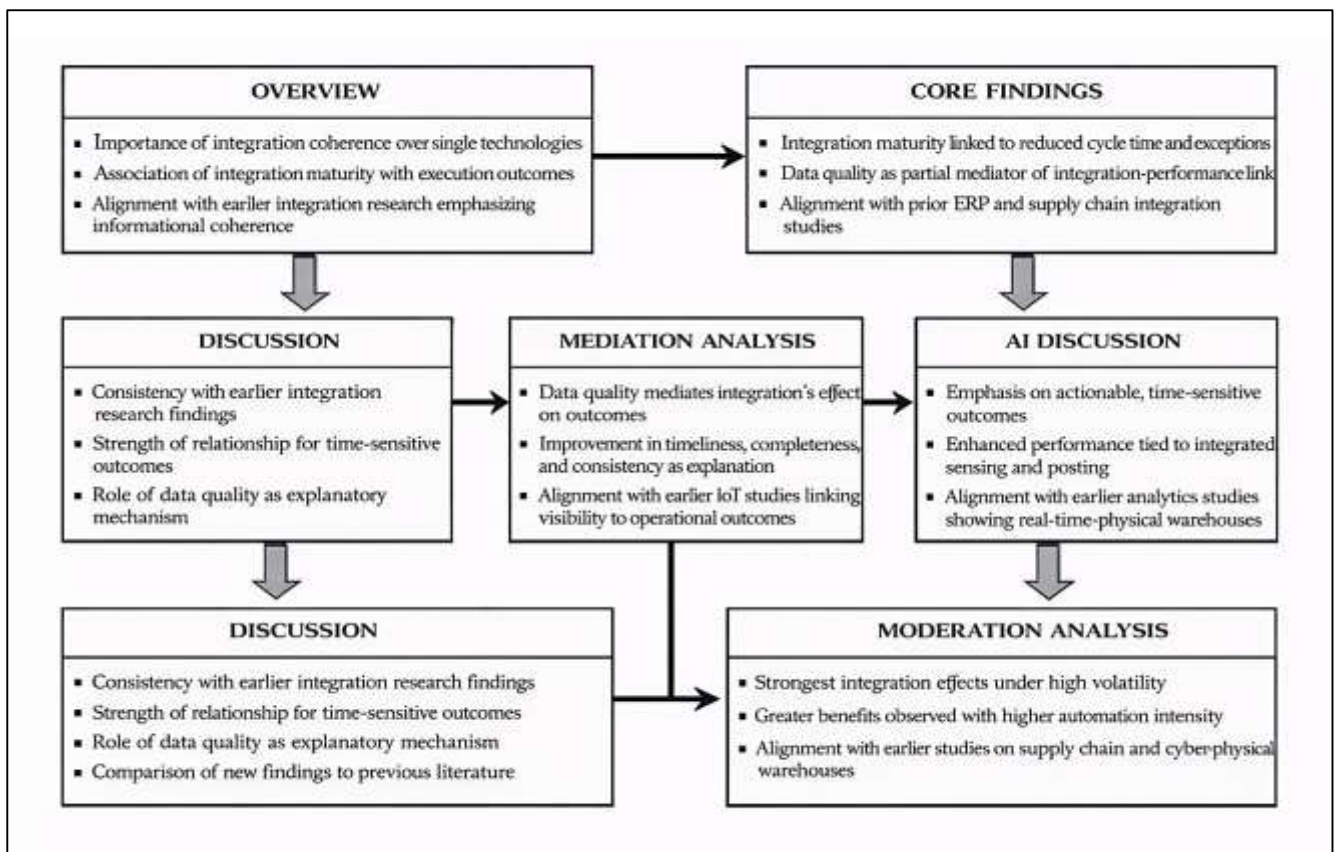 OVERVIEW
▪ Importance of integration coherence over single technologies
▪ Association of integration maturity with execution outcomes
▪ Alignment with earlier integration research emphasizing
informational coherence
CORE FINDINGS
▪ Integration maturity linked to reduced cycle time and exceptions
▪ Data quality as partial mediator of integration-performance link
▪ Alignment with prior ERP and supply chain integration
studies
DISCUSSION
▪ Consistency with earlier integration
research findings
▪ Strength of relationship for time-sensitive
outcomes
▪ Role of data quality as explanatory
mechanism
MEDIATION ANALYSIS
▪ Data quality mediates integration's effect
on outcomes
▪ Improvement in timeliness, completeness,
and consistency as explanation
▪ Alignment with earlier IoT studies linking
visibility to operational outcomes
AI DISCUSSION
▪ Emphasis on actionable, time-sensitive
outcomes
▪ Enhanced performance tied to integrated
sensing and posting
▪ Alignment with earlier analytics studies
showing real-time-physical warehouses
DISCUSSION
▪ Consistency with earlier integration research findings
▪ Strength of relationship for time-sensitive outcomes
▪ Role of data quality as explanatory mechanism
▪ Comparison of new findings to previous literature
MODERATION ANALYSIS
▪ Strongest integration effects under high volatility
▪ Greater benefits observed with higher automation intensity
▪ Alignment with earlier studies on supply chain and cyber-physical
warehouses